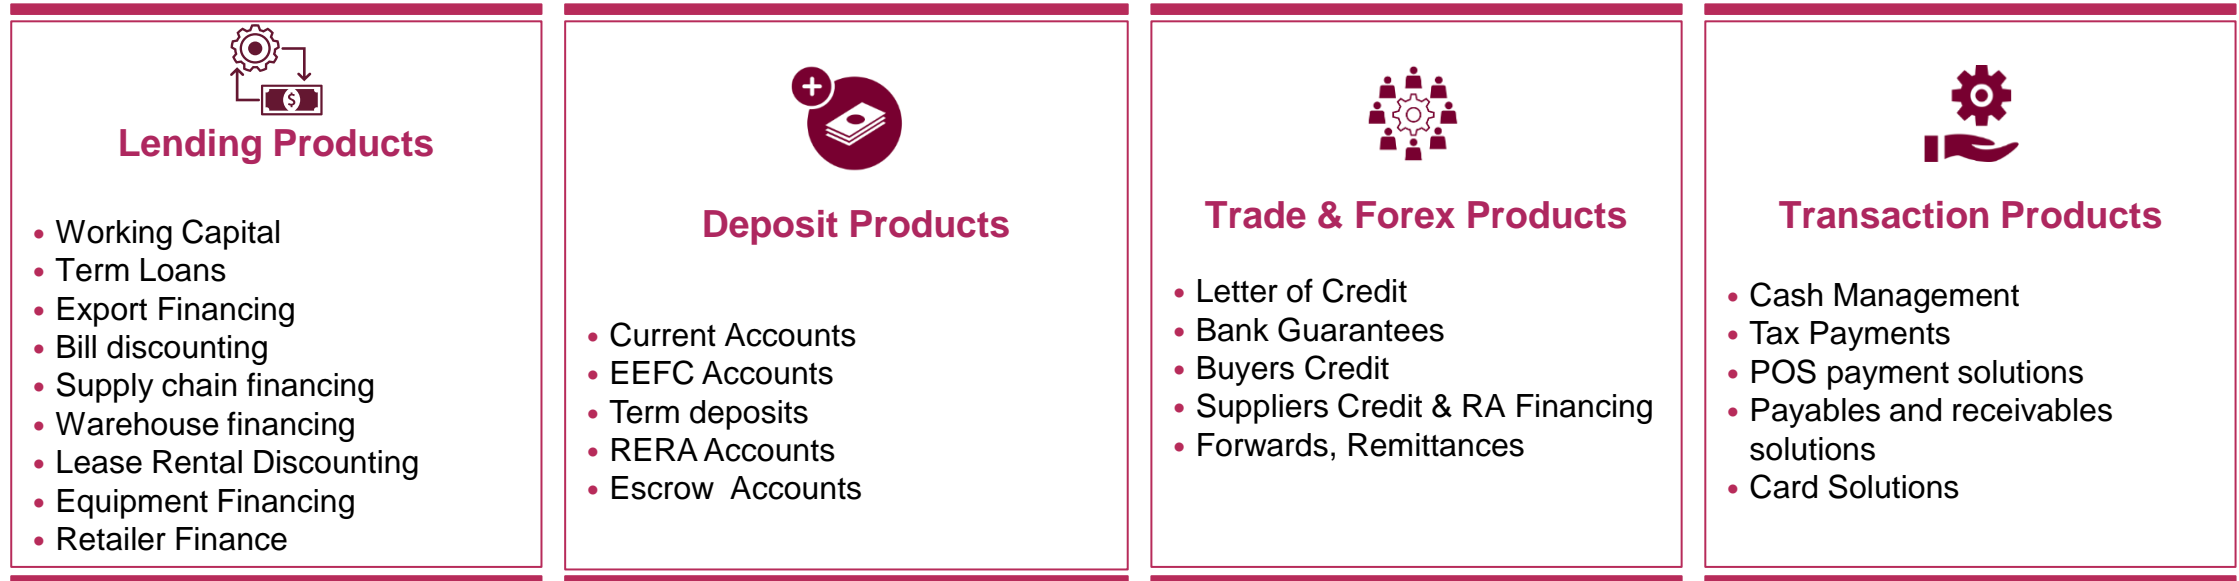 Lending Products
• Working Capital
• Term Loans
• Export Financing
• Bill discounting
• Supply chain financing
• Warehouse financing
• Lease Rental Discounting
• Equipment Financing
• Retailer Finance
Deposit Products
• Current Accounts
• EEFC Accounts
• Term deposits
• RERA Accounts
• Escrow  Accounts
Trade & Forex Products
• Letter of Credit
• Bank Guarantees
• Buyers Credit
• Suppliers Credit & RA Financing
• Forwards, Remittances
Transaction Products
• Cash Management
• Tax Payments
• POS payment solutions
• Payables and receivables
solutions
• Card Solutions